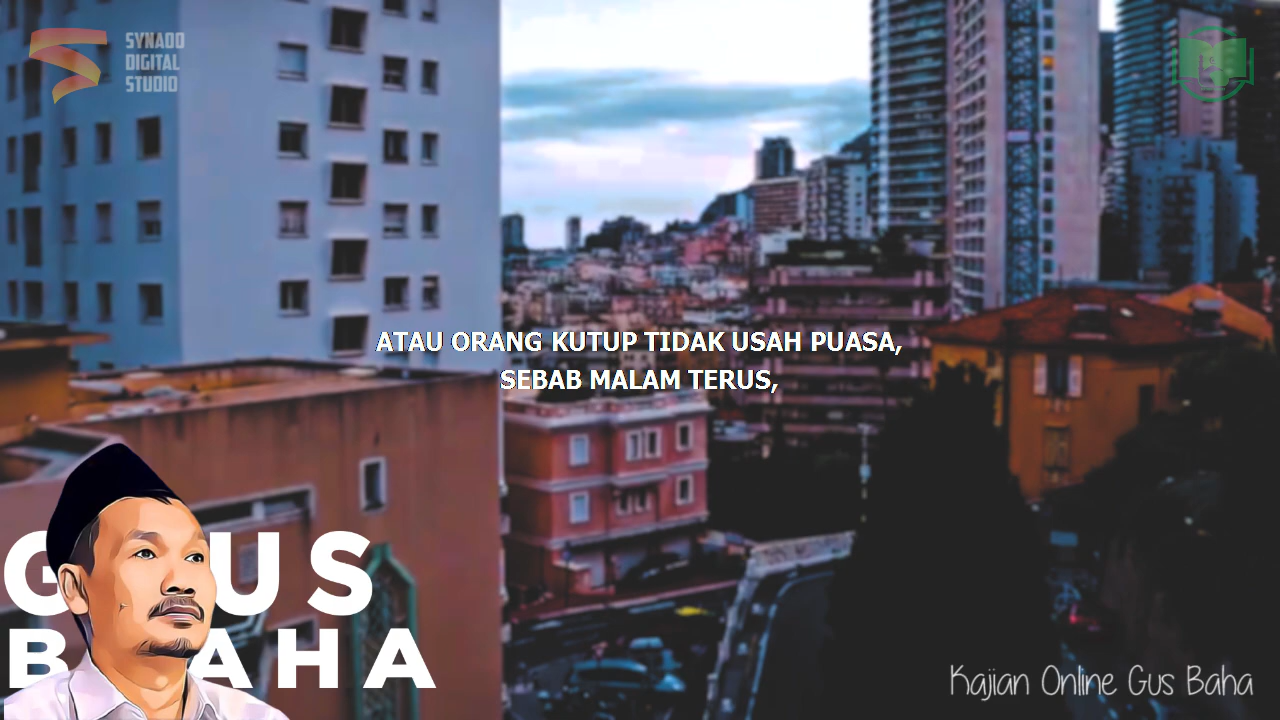 SYNADO
DIGITAL
STUDIO
ATAU ORANG KUTUP TIDAK USAH PUASA,
SEBAB MALAM TERUS,
GUS
BAHA
Kajian Online Gus Baha